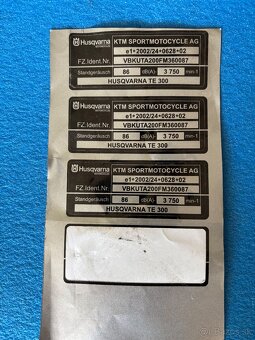 Husqvarna KTM SPORTMOTOCYCLE AG
e1*2002/24*0628*02
FZ.Ident.Nr VBKUTA200FM360087
Standgeräusch 86 db(A) 3 750 min-1
HUSQVARNA TE 300
Husqvarna KTM SPORTMOTOCYCLE AG
e1*2002/24*0628*02
FZ.Ident.Nr VBKUTA200FM360087
Standgeräusch 86 db(A) 3 750 min-1
HUSQVARNA TE 300
Husqvarna KTM SPORTMOTOCYCLE AG
e1*2002/24*0628*02
FZ.Ident.Nr VBKUTA200FM360087
Standgeräusch 86 db(A) 3 750 min-1
HUSQVARNA TE 300